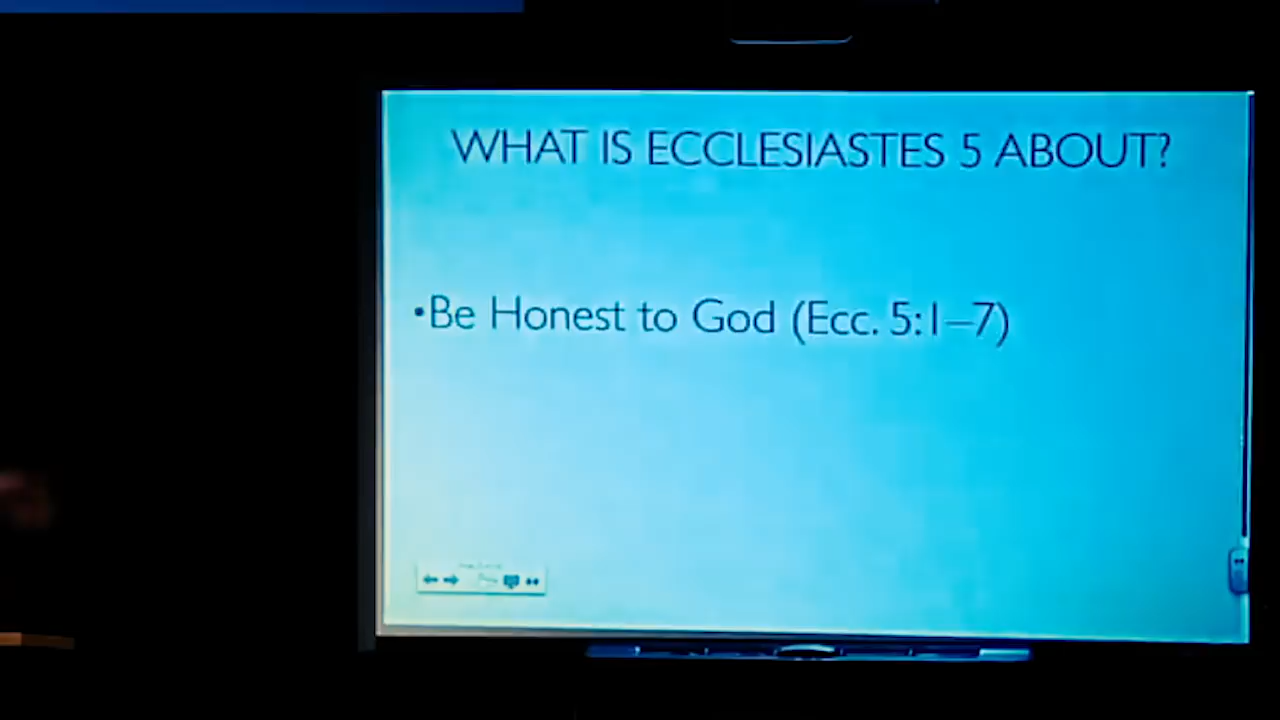 WHAT IS ECCLESIASTES 5 ABOUT?
•Be Honest to God (Ecc. 5:1–7)